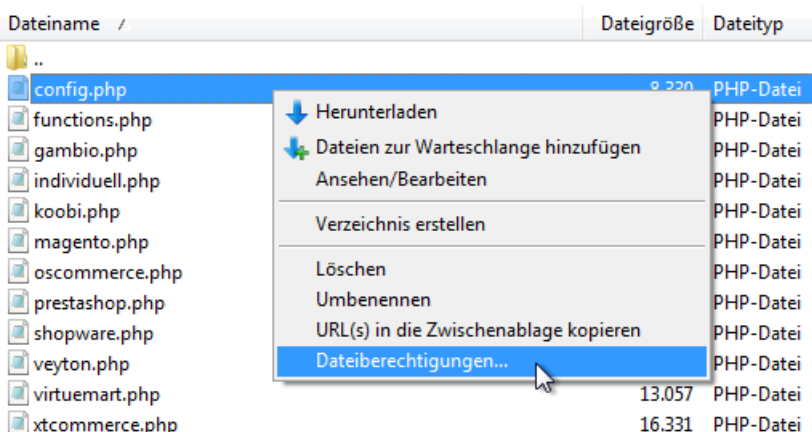 Dateiname Dateigröße Dateityp
..
config.php 8.330 PHP-Datei
functions.php PHP-Datei
gambio.php PHP-Datei
individuell.php PHP-Datei
koobi.php PHP-Datei
magento.php PHP-Datei
oscommerce.php PHP-Datei
prestashop.php PHP-Datei
shopware.php PHP-Datei
veyton.php PHP-Datei
virtuemart.php 13.057 PHP-Datei
xtcommerce.php 16.331 PHP-Datei
Herunterladen
Dateien zur Warteschlange hinzufügen
Ansehen/Bearbeiten
Verzeichnis erstellen
Löschen
Umbenennen
URL(s) in die Zwischenablage kopieren
Dateiberechtigungen...